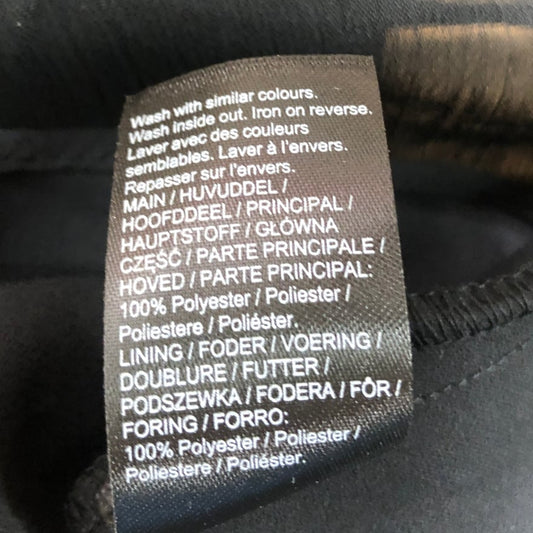 Wash with similar colours.
Wash inside out. Iron on reverse.
Laver avec des couleurs
semblables. Laver à l'envers.
Repasser sur l'envers.
MAIN / HUVUDDEL /
HOOFDDEEL / PRINCIPAL /
HAUPTSTOFF / GŁÓWNA
CZĘŚĆ / PARTE PRINCIPALE /
HOVED / PARTE PRINCIPAL:
100% Polyester / Poliester /
Poliestere / Poliéster.
LINING / FODER / VOERING /
DOUBLURE / FUTTER /
PODSZEWKA / FODERA / FÔR /
FORING / FORRO:
100% Polyester / Poliester /
Poliestere / Poliéster.